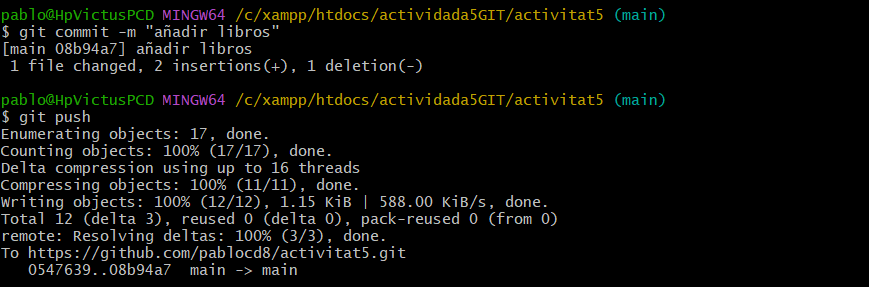 pablo@HpVictusPCD MINGW64 /c/xampp/htdocs/actividada5GIT/activitat5 (main)
$ git commit -m "añadir libros"
[main 08b94a7] añadir libros
 1 file changed, 2 insertions(+), 1 deletion(-)

pablo@HpVictusPCD MINGW64 /c/xampp/htdocs/actividada5GIT/activitat5 (main)
$ git push
Enumerating objects: 17, done.
Counting objects: 100% (17/17), done.
Delta compression using up to 16 threads
Compressing objects: 100% (11/11), done.
Writing objects: 100% (12/12), 1.15 KiB | 588.00 KiB/s, done.
Total 12 (delta 3), reused 0 (delta 0), pack-reused 0 (from 0)
remote: Resolving deltas: 100% (3/3), done.
To https://github.com/pablocd8/activitat5.git
   0547639..08b94a7  main -> main